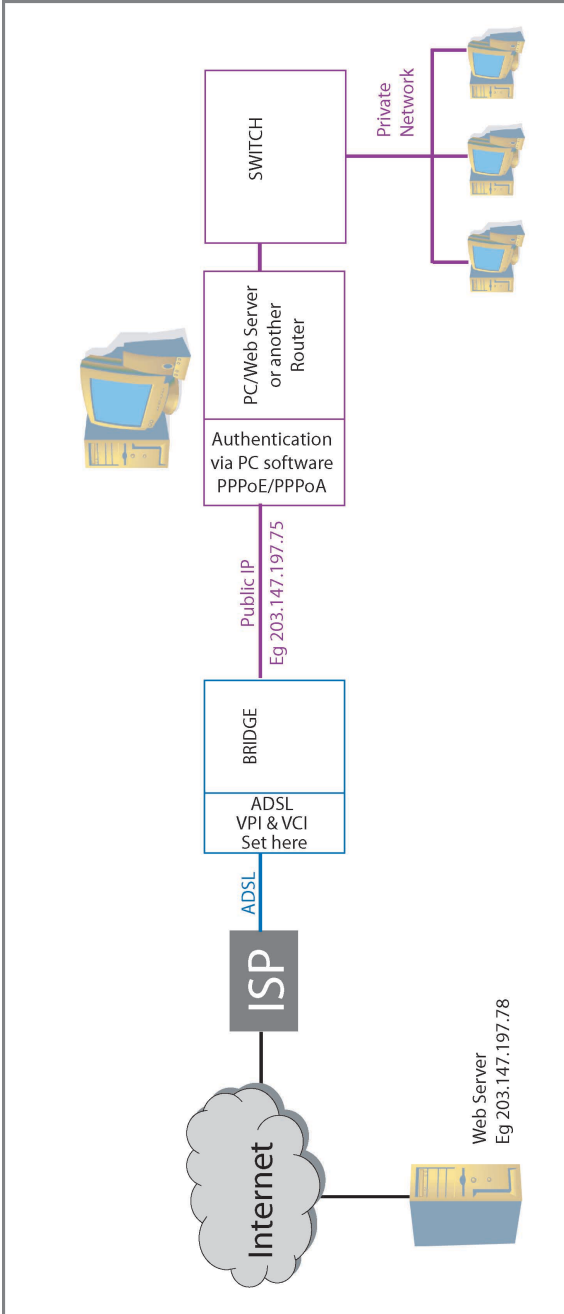 Internet
Web Server
Eg 203.147.197.78
ISP
ADSL
ADSL
VPI & VCI
Set here
BRIDGE
Public IP
Eg 203.147.197.75
Authentication
via PC software
PPPoE/PPPoA
PC/Web Server
or another
Router
SWITCH
Private
Network